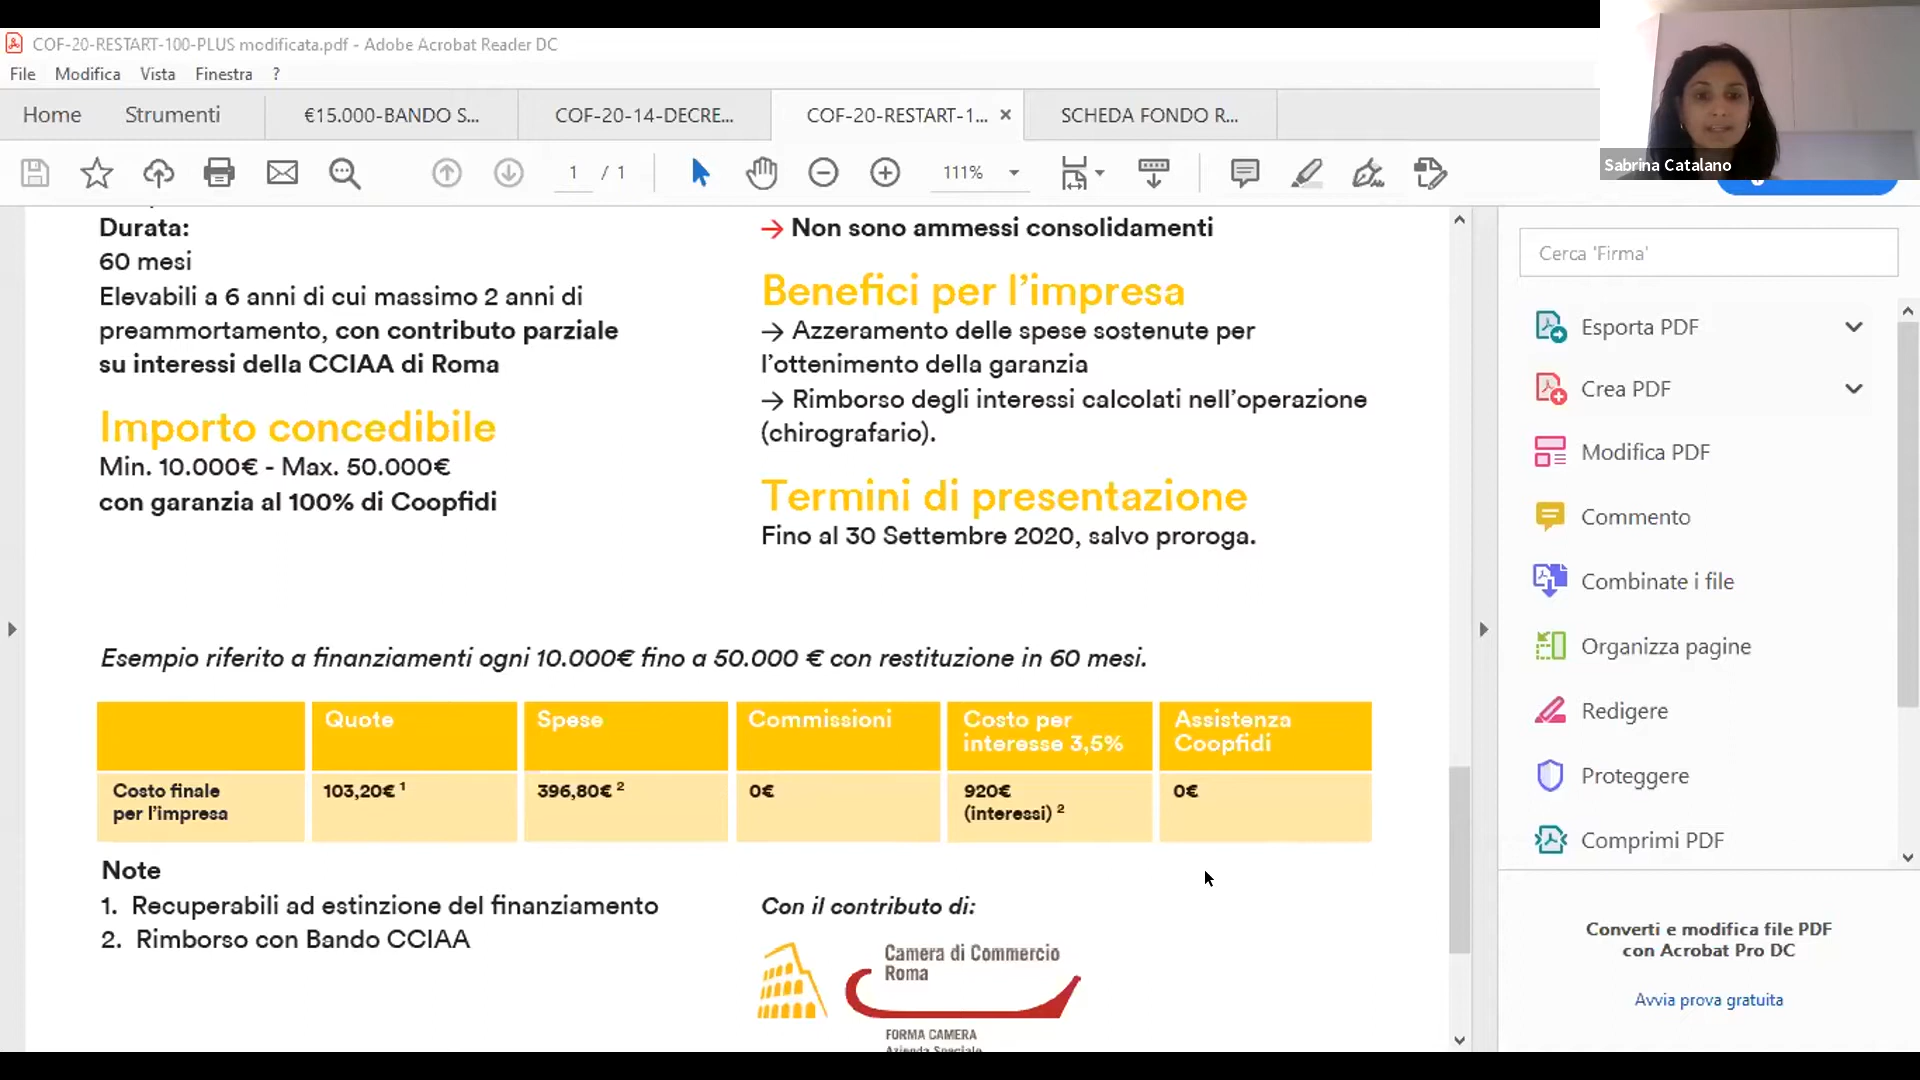 COF-20-RESTART-100-PLUS modificata.pdf - Adobe Acrobat Reader DC
File Modifica Vista Finestra ?
Home Strumenti €15.000-BANDO S... COF-20-14-DECRE... COF-20-RESTART-1... × SCHEDA FONDO R...
1 / 1 111%
Sabrina Catalano
Durata:
60 mesi
Elevabili a 6 anni di cui massimo 2 anni di
preammortamento, con contributo parziale
su interessi della CCIAA di Roma
Importo concedibile
Min. 10.000€ - Max. 50.000€
con garanzia al 100% di Coopfidi
→ Non sono ammessi consolidamenti
Benefici per l’impresa
→ Azzeramento delle spese sostenute per
l’ottenimento della garanzia
→ Rimborso degli interessi calcolati nell’operazione
(chirografario).
Termini di presentazione
Fino al 30 Settembre 2020, salvo proroga.
Esempio riferito a finanziamenti ogni 10.000€ fino a 50.000 € con restituzione in 60 mesi.
Quote
Spese
Commissioni
Costo per
interesse 3,5%
Assistenza
Coopfidi
Costo finale
per l’impresa
103,20€ ¹
396,80€ ²
0€
920€
(interessi) ²
0€
Note
1. Recuperabili ad estinzione del finanziamento
2. Rimborso con Bando CCIAA
Con il contributo di:
Camera di Commercio
Roma
FORMA CAMERA
Azienda Speciale
Cerca 'Firma'
Esporta PDF
Crea PDF
Modifica PDF
Commento
Combinate i file
Organizza pagine
Redigere
Proteggere
Comprimi PDF
Converti e modifica file PDF
con Acrobat Pro DC
Avvia prova gratuita